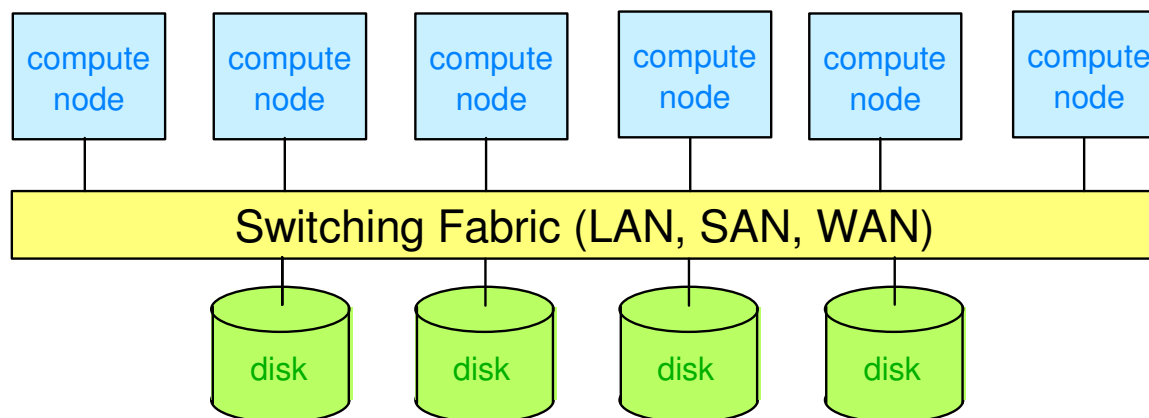 compute
node
compute
node
compute
node
compute
node
compute
node
compute
node
Switching Fabric (LAN, SAN, WAN)
disk
disk
disk
disk